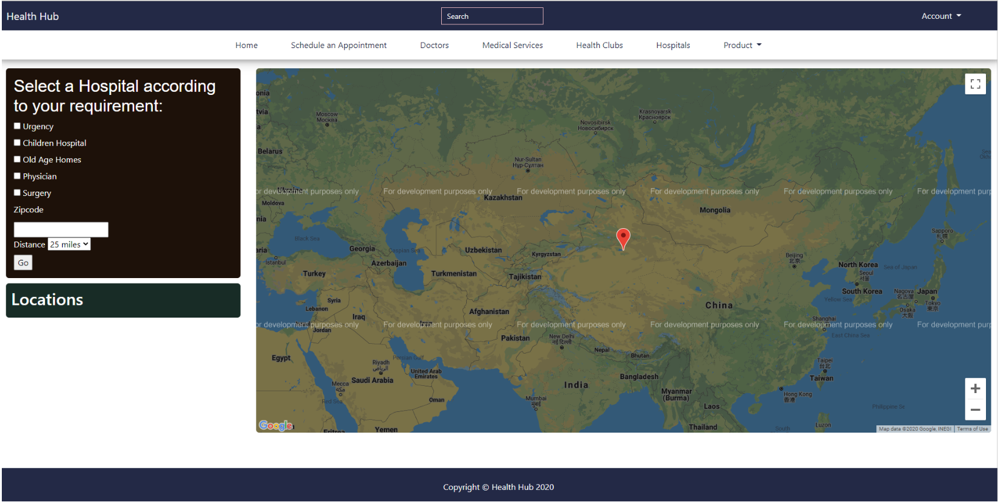 Health Hub
Search
Account
Home
Schedule an Appointment
Doctors
Medical Services
Health Clubs
Hospitals
Product
Select a Hospital according
to your requirement:
Urgency
Children Hospital
Old Age Homes
Physician
Surgery
Zipcode
Distance 25 miles
Go
Locations
onia
tvia
a
Belarus
Moscow
Москва
Novosibirsk
Новосибирск
Krasnoyarsk
Красноярск
Nur-Sultan
Нұр-Сұлтан
Ukraine
or development purposes only
For development purposes only
For development purposes only
For development purposes only
For development purposes only
For development purp
Kazakhstan
Moldova
Mongolia
nia
Black Sea
aria
Istanbul
Georgia
Caspian Sea
Azerbaijan
Uzbekistan
Kyrgyzstan
Turkey
Turkmenistan
Tajikistan
Beijing
北京
Sapporo
札幌
North Korea
Sea of Japan
Seoul
서울
South Korea
Nagoya
名古屋
Japan
Tokyo
東京
Osaka
大阪
Yellow Sea
China
Syria
Lebanon
Iraq
Afghanistan
Shanghai
上海
or development purposes only
For development purposes only
For development purposes only
For development purposes only
For development purposes only
For development purp
Jordan
Iran
Pakistan
New Delhi
नई दिल्ली
East China Sea
Nepal
Bhutan
Egypt
Persian Gulf
Riyadh
الرياض
United Arab
Emirates
Saudi Arabia
Mecca
مكة
Red Sea
Oman
India
Bangladesh
Taipei
台北
Taiwan
Myanmar
(Burma)
Hong Kong
香港
Mumbai
मुंबई
Laos
Philippine Se
Google
Eritrea
Yemen
Thailand
South
Luzon
Map data ©2020 Google, INEGI
Terms of Use
Copyright © Health Hub 2020